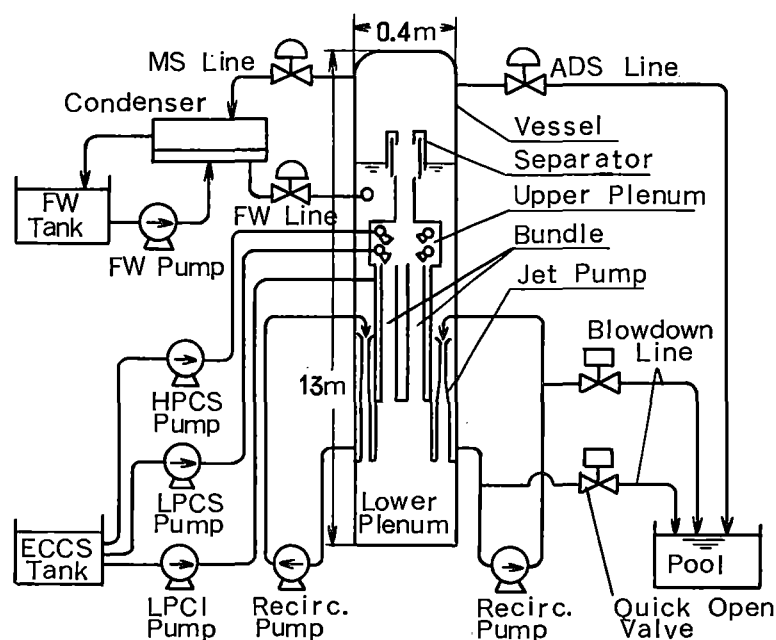 0.4m
MS Line
ADS Line
Condenser
Vessel
Separator
FW
Tank
FW Line
Upper Plenum
FW Pump
Bundle
Jet Pump
Blowdown
Line
13m
HPCS
Pump
LPCS
Pump
Lower
Plenum
ECCS
Tank
Pool
LPCI
Pump
Recirc.
Pump
Recirc.
Pump
Quick Open
Valve